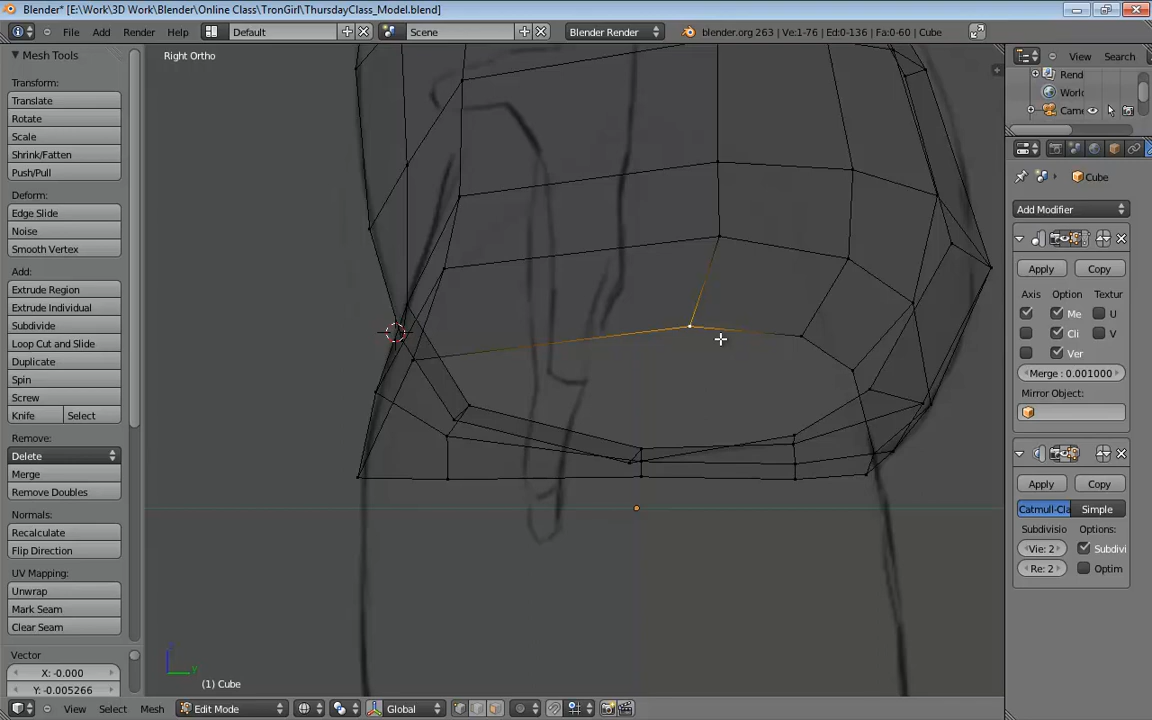 Blender* [E:\Work\3D Work\Blender\Online Class\TronGirl\ThursdayClass_Model.blend]
File Add Render Help Default Scene Blender Render blender.org 263 | Ve:1-76 | Ed:0-136 | Fa:0-60 | Cube
Mesh Tools
Transform:
Translate
Rotate
Scale
Shrink/Fatten
Push/Pull
Deform:
Edge Slide
Noise
Smooth Vertex
Add:
Extrude Region
Extrude Individual
Subdivide
Loop Cut and Slide
Duplicate
Spin
Screw
Knife Select
Remove:
Delete
Merge
Remove Doubles
Normals:
Recalculate
Flip Direction
UV Mapping:
Unwrap
Mark Seam
Clear Seam
Vector
X: -0.000
Y: -0.005266
Right Ortho
(1) Cube
View Select Mesh Edit Mode Global
View Search
Rend
World
Came
Cube
Add Modifier
Apply Copy
Axis Option Textur
Me U
Cli V
Ver
Merge : 0.001000
Mirror Object:
Apply Copy
Catmull-Cla Simple
Subdivisio Options:
Vie: 2 Subdivi
Re: 2 Optim